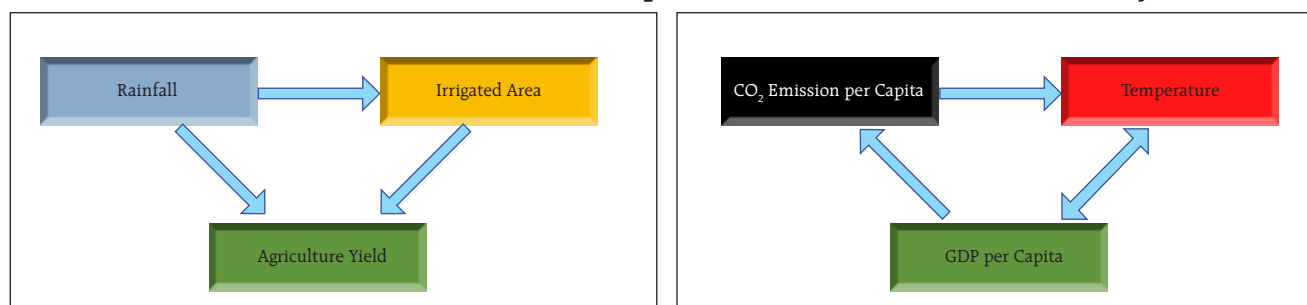 Rainfall
Irrigated Area
Agriculture Yield
CO₂ Emission per Capita
Temperature
GDP per Capita